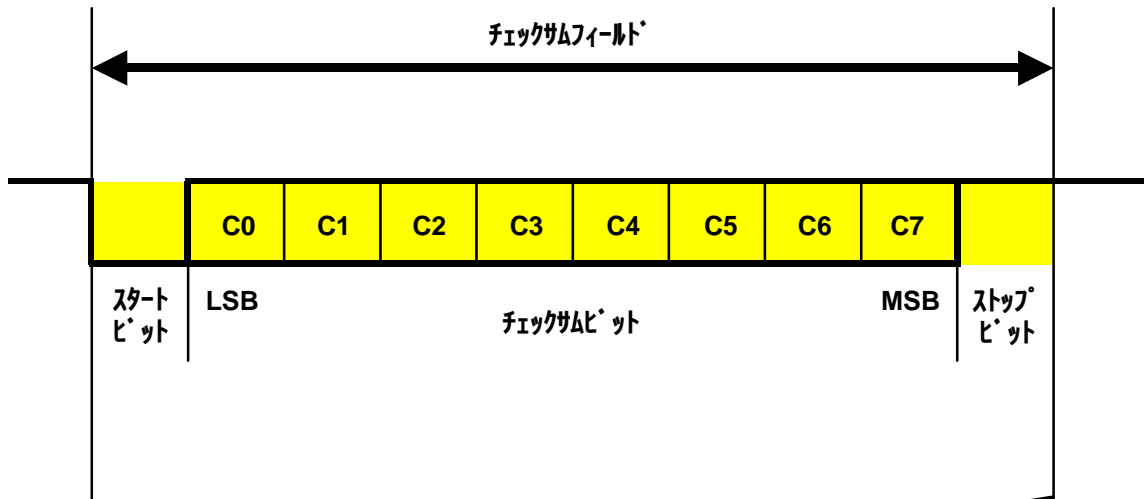 ﾁｪｯｸｻﾑﾌｨｰﾙﾄﾞ
C0 C1 C2 C3 C4 C5 C6 C7
ｽﾀｰﾄ
ﾋﾞｯﾄ
LSB
ﾁｪｯｸｻﾑﾋﾞｯﾄ
MSB
ｽﾄｯﾌﾟ
ﾋﾞｯﾄ